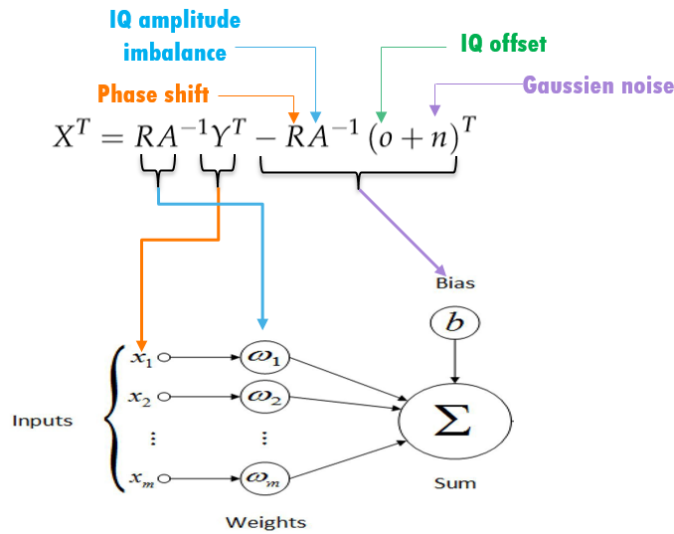 IQ amplitude
imbalance
IQ offset
Phase shift
Gaussien noise
X^T = RA^{-1}Y^T − RA^{-1} (o + n)^T
Bias
b
x_1 ω_1
x_2 ω_2
Inputs
⋮ ⋮
Σ
x_m ω_m
Sum
Weights